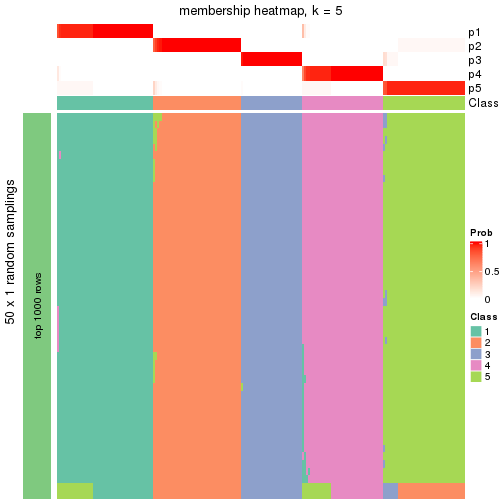 membership heatmap, k = 5
p1
p2
p3
p4
p5
Class
50 x 1 random samplings
top 1000 rows
Prob
1
0.5
0
Class
1
2
3
4
5